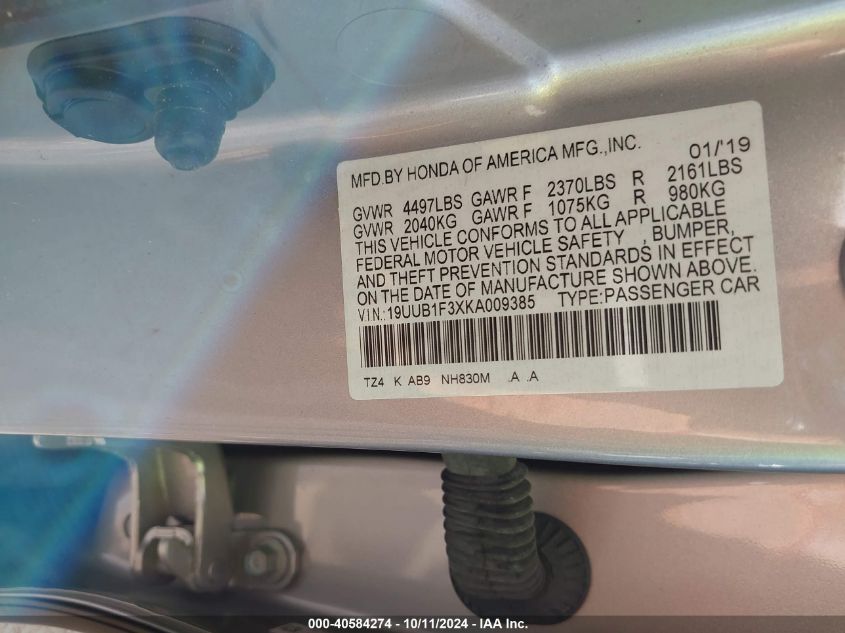 MFD.BY HONDA OF AMERICA MFG.,INC. 01/'19
GVWR 4497LBS GAWR F 2370LBS R 2161LBS
GVWR 2040KG GAWR F 1075KG R 980KG
THIS VEHICLE CONFORMS TO ALL APPLICABLE
FEDERAL MOTOR VEHICLE SAFETY , BUMPER,
AND THEFT PREVENTION STANDARDS IN EFFECT
ON THE DATE OF MANUFACTURE SHOWN ABOVE.
VIN.:19UUB1F3XKA009385 TYPE:PASSENGER CAR
TZ4 K AB9 NH830M .A .A
000-40584274 - 10/11/2024 - IAA Inc.